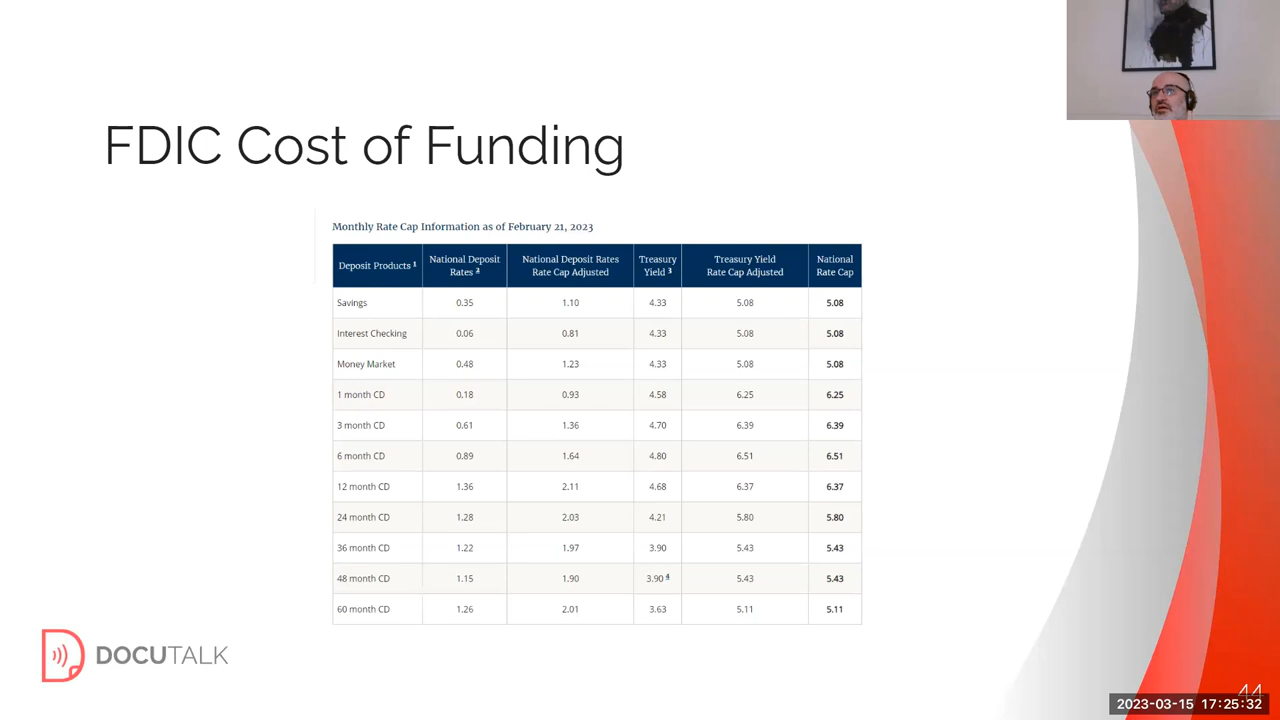 FDIC Cost of Funding
Monthly Rate Cap Information as of February 21, 2023
Deposit Products 1 National Deposit Rates 2 National Deposit Rates Rate Cap Adjusted Treasury Yield 3 Treasury Yield Rate Cap Adjusted National Rate Cap
Savings 0.35 1.10 4.33 5.08 5.08
Interest Checking 0.06 0.81 4.33 5.08 5.08
Money Market 0.48 1.23 4.33 5.08 5.08
1 month CD 0.18 0.93 4.58 6.25 6.25
3 month CD 0.61 1.36 4.70 6.39 6.39
6 month CD 0.89 1.64 4.80 6.51 6.51
12 month CD 1.36 2.11 4.68 6.37 6.37
24 month CD 1.28 2.03 4.21 5.80 5.80
36 month CD 1.22 1.97 3.90 5.43 5.43
48 month CD 1.15 1.90 3.90 4 5.43 5.43
60 month CD 1.26 2.01 3.63 5.11 5.11
DOCUTALK
44
2023-03-15 17:25:32